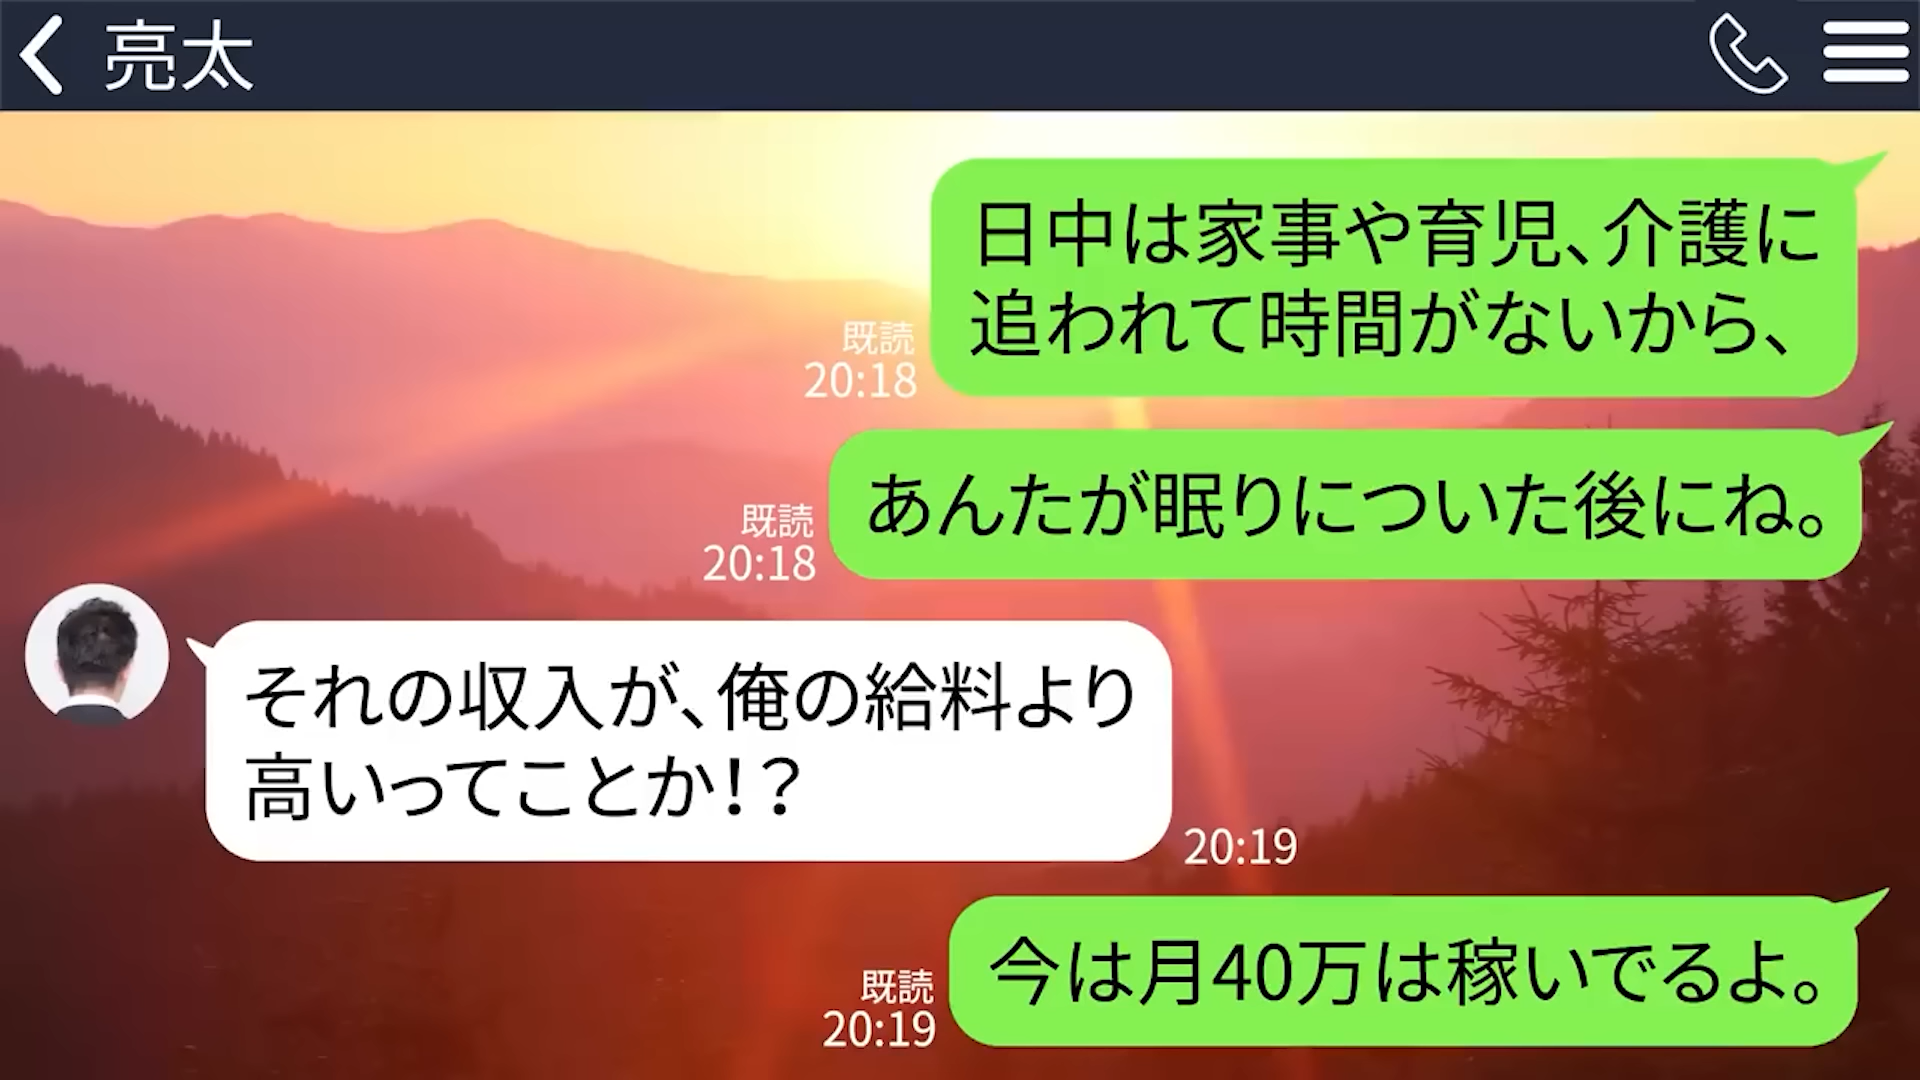 亮太
日中は家事や育児、介護に
追われて時間がないから、
既読
20:18
あんたが眠りについた後にね。
既読
20:18
それの収入が、俺の給料より
高いってことか！？
20:19
今は月40万は稼いでるよ。
既読
20:19